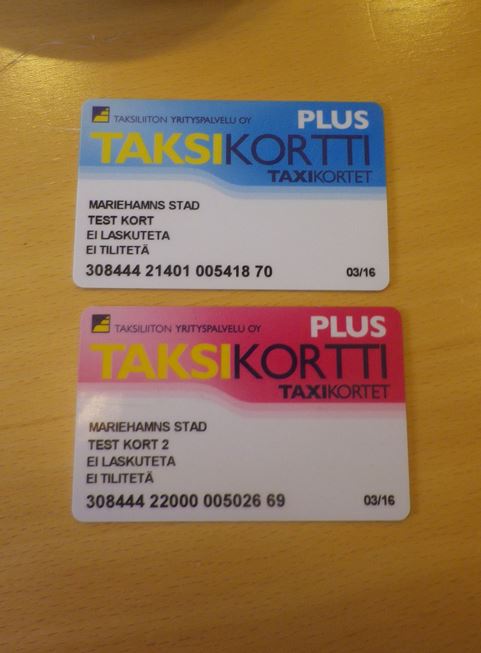 TAKSILIITON YRITYSPALVELU OY PLUS
TAKSIKORTTI
TAXIKORTET
MARIEHAMNS STAD
TEST KORT
EI LASKUTETA
EI TILITETÄ
308444 21401 005418 70 03/16
TAKSILIITON YRITYSPALVELU OY PLUS
TAKSIKORTTI
TAXIKORTET
MARIEHAMNS STAD
TEST KORT 2
EI LASKUTETA
EI TILITETÄ
308444 22000 005026 69 03/16